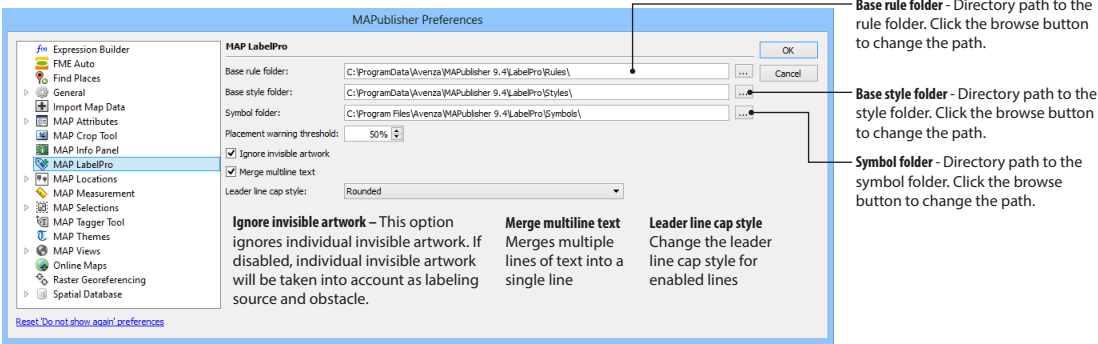 MAPublisher Preferences
fxx Expression Builder
FME Auto
Find Places
General
Import Map Data
MAP Attributes
MAP Crop Tool
MAP Info Panel
MAP LabelPro
MAP Locations
MAP Measurement
MAP Selections
MAP Tagger Tool
MAP Themes
MAP Views
Online Maps
Raster Georeferencing
Spatial Database
Reset 'Do not show again' preferences
MAP LabelPro
Base rule folder: C:\ProgramData\Avenza\MAPublisher 9.4\LabelPro\Rules\ ...
Base style folder: C:\ProgramData\Avenza\MAPublisher 9.4\LabelPro\Styles\ ...
Symbol folder: C:\Program Files\Avenza\MAPublisher 9.4\LabelPro\Symbols\ ...
Placement warning threshold: 50%
Ignore invisible artwork
Merge multiline text
Leader line cap style: Rounded
OK
Cancel
Ignore invisible artwork – This option
ignores individual invisible artwork. If
disabled, individual invisible artwork
will be taken into account as labeling
source and obstacle.
Merge multiline text
Merges multiple
lines of text into a
single line
Leader line cap style
Change the leader
line cap style for
enabled lines
Base rule folder - Directory path to the
rule folder. Click the browse button
to change the path.
Base style folder - Directory path to the
style folder. Click the browse button
to change the path.
Symbol folder - Directory path to the
symbol folder. Click the browse
button to change the path.